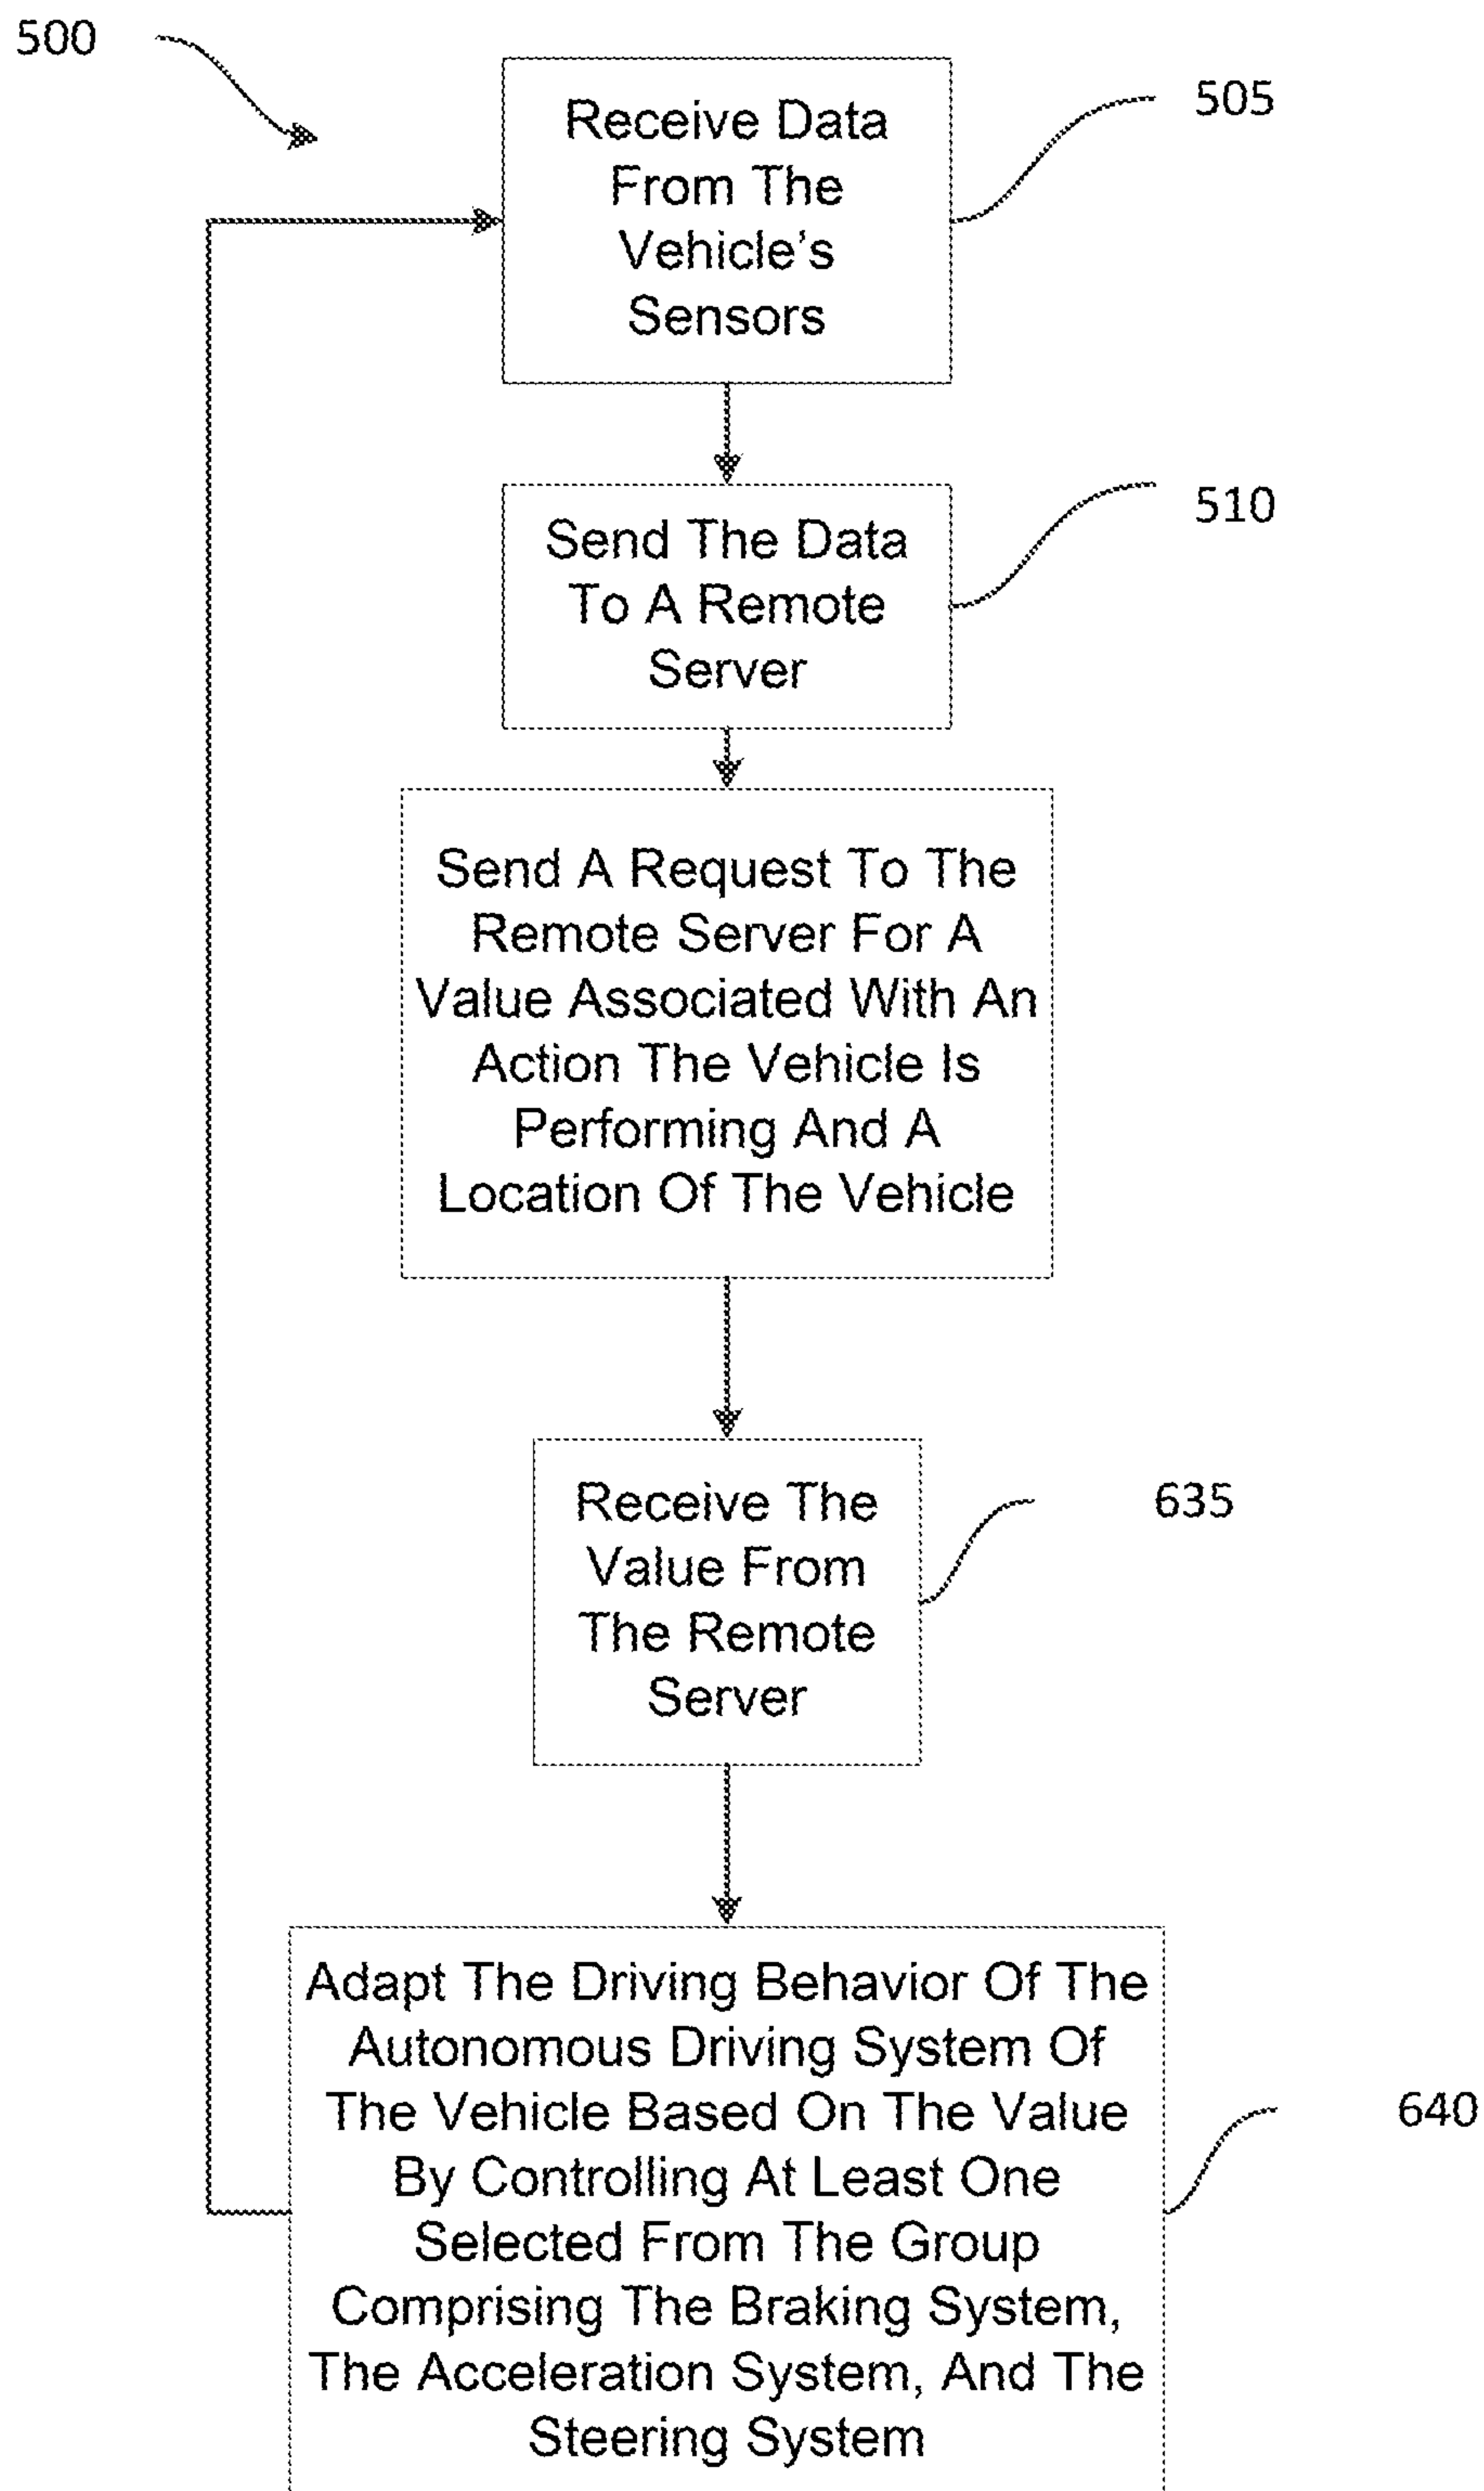 500
Receive Data
From The
Vehicle's
Sensors
505
Send The Data
To A Remote
Server
510
Send A Request To The
Remote Server For A
Value Associated With An
Action The Vehicle Is
Performing And A
Location Of The Vehicle
Receive The
Value From
The Remote
Server
635
Adapt The Driving Behavior Of The
Autonomous Driving System Of
The Vehicle Based On The Value
By Controlling At Least One
Selected From The Group
Comprising The Braking System,
The Acceleration System, And The
Steering System
640